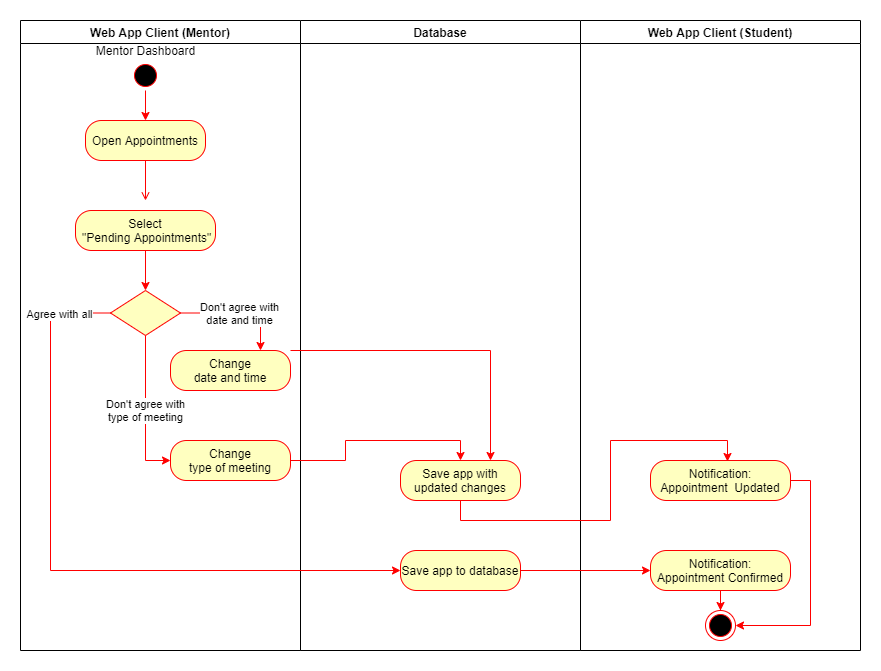 Web App Client (Mentor)
Database
Web App Client (Student)
Mentor Dashboard
Open Appointments
Select
"Pending Appointments"
Agree with all
Don't agree with
date and time
Change
date and time
Don't agree with
type of meeting
Change
type of meeting
Save app with
updated changes
Notification:
Appointment  Updated
Save app to database
Notification:
Appointment Confirmed